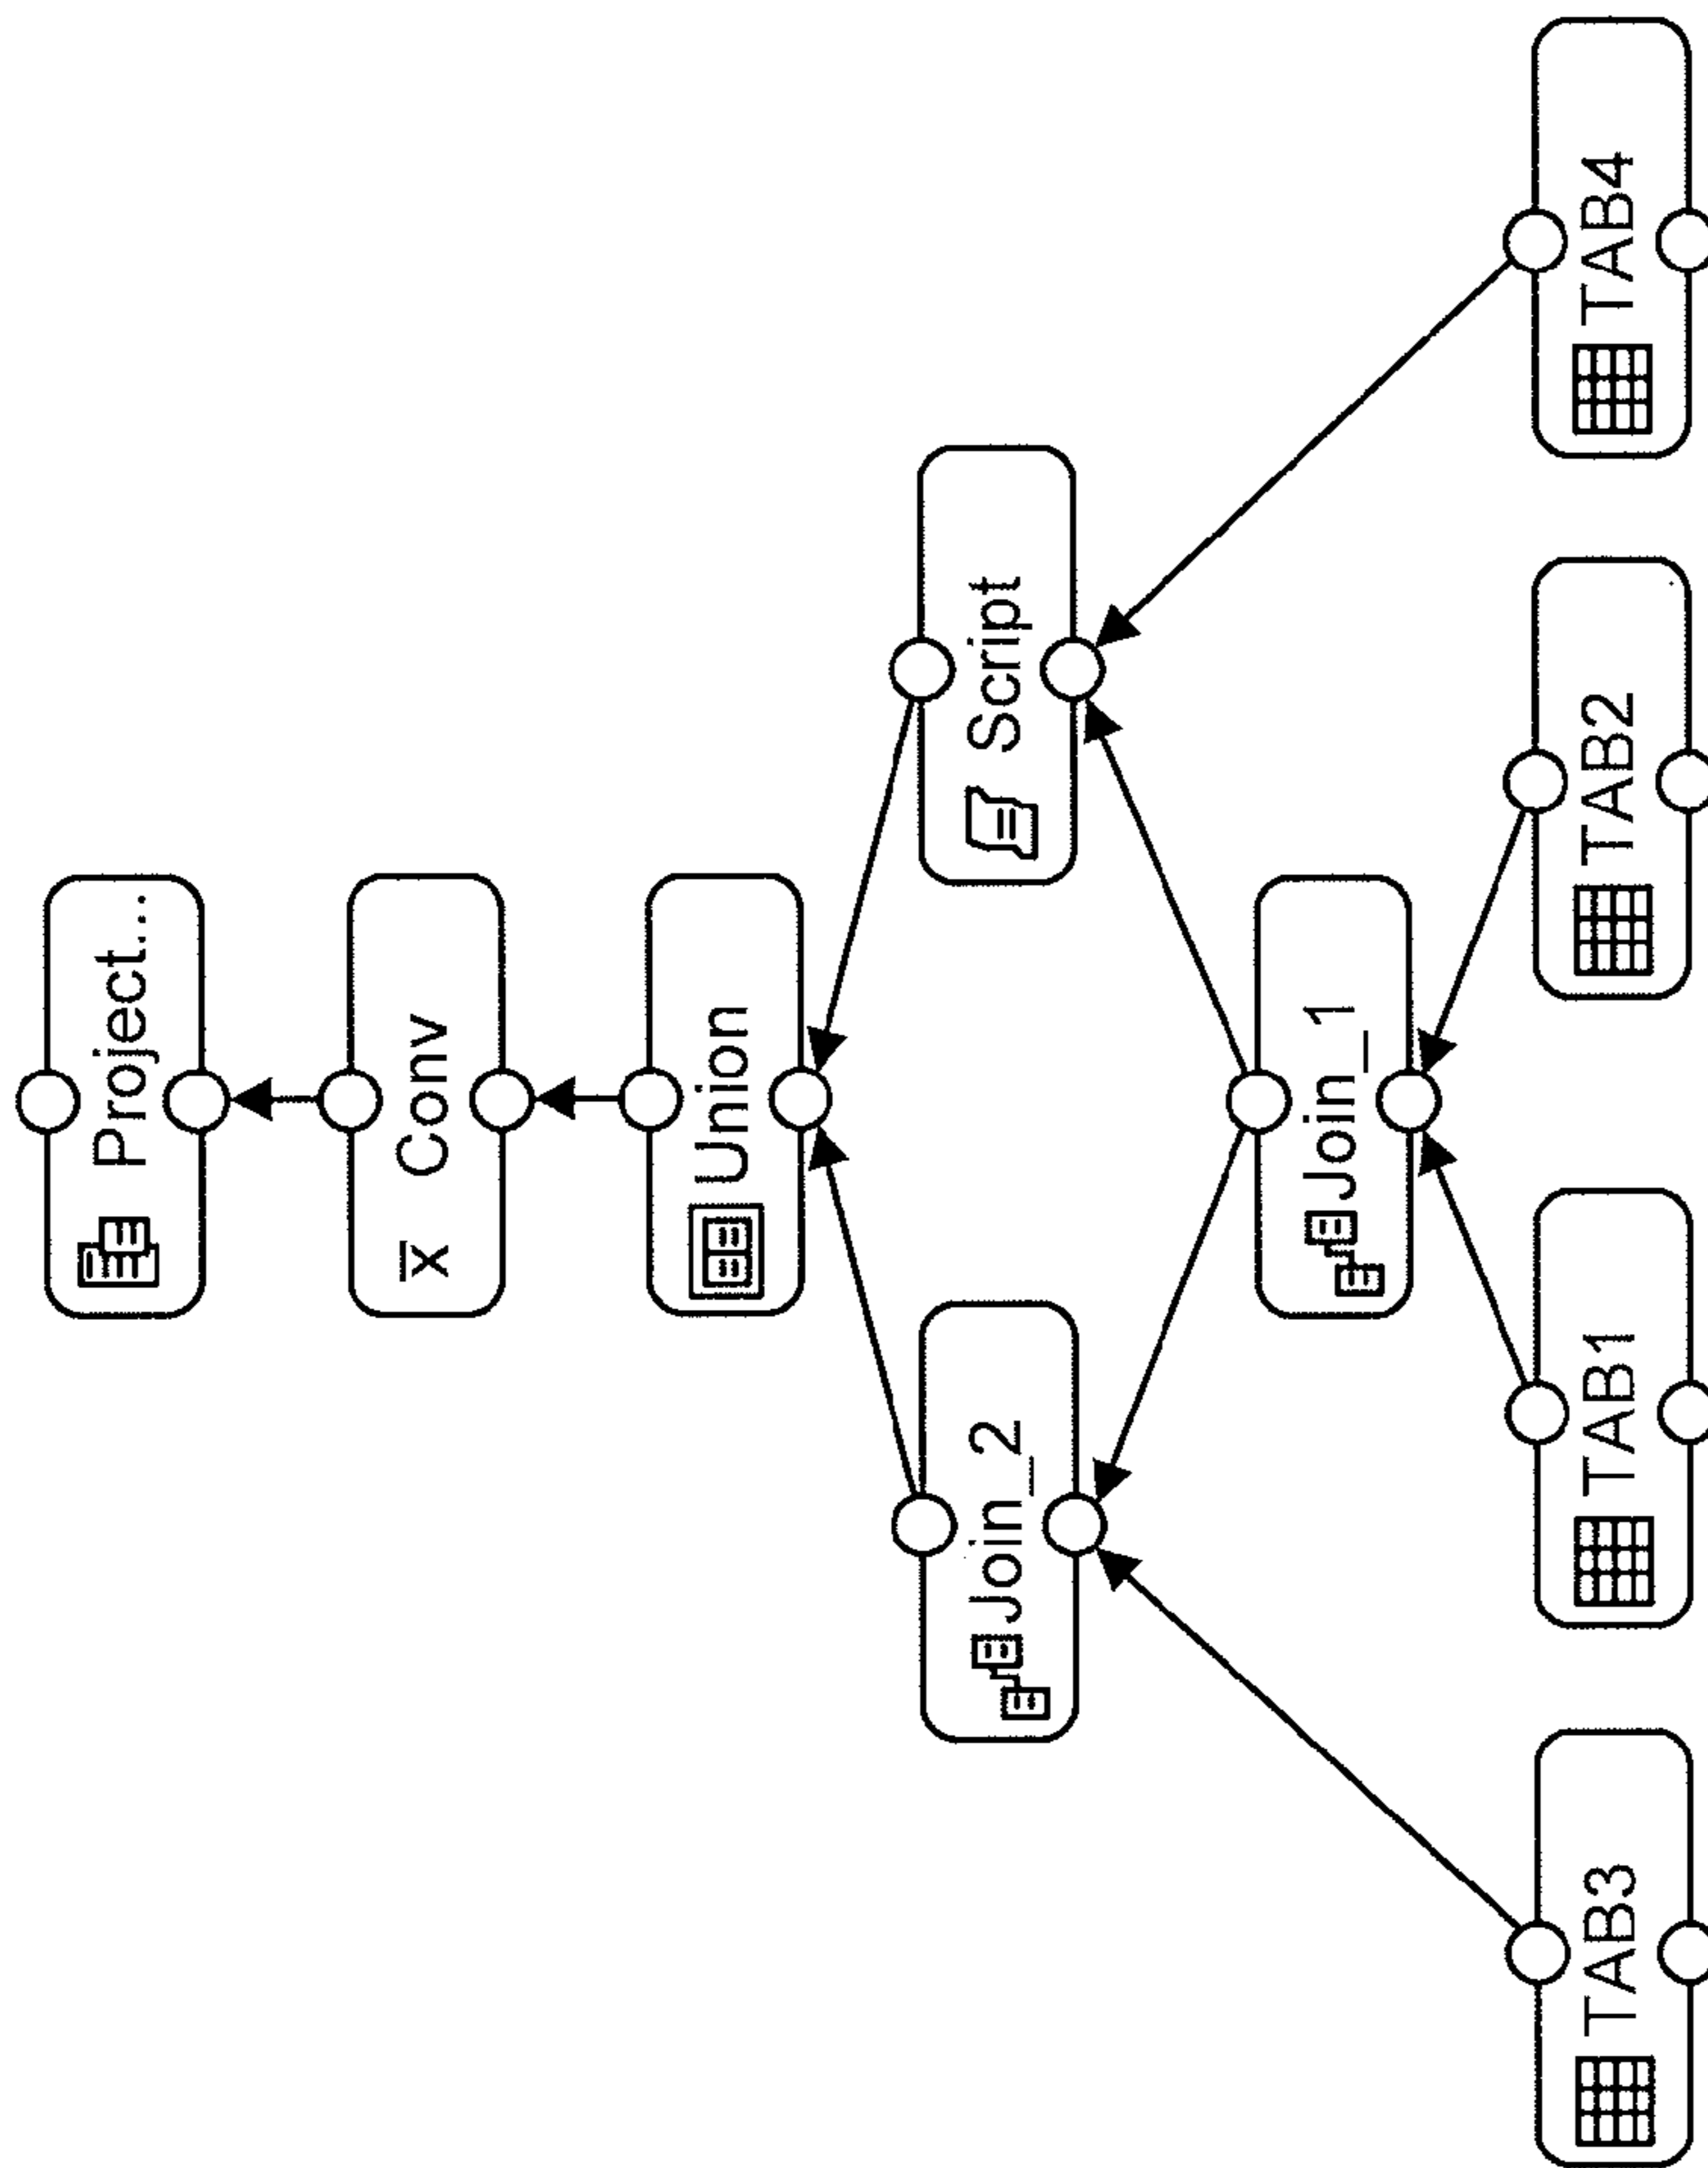 Project...
x̅ Conv
Union
Join_2
Script
Join_1
TAB3
TAB1
TAB2
TAB4